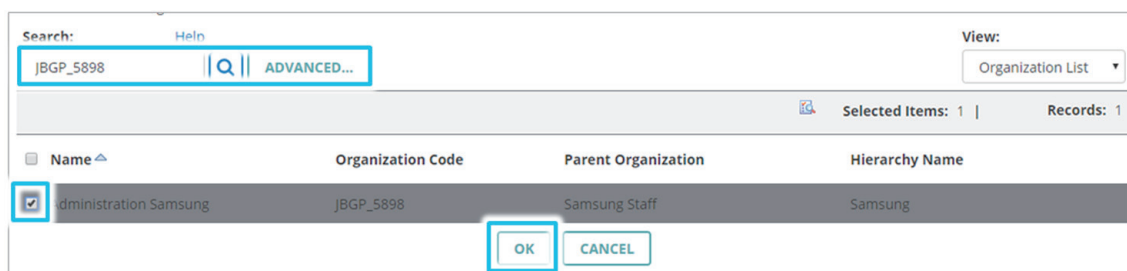 Search: Help View:
JBGP_5898 ADVANCED... Organization List
Selected Items: 1 | Records: 1
Name Organization Code Parent Organization Hierarchy Name
dministration Samsung JBGP_5898 Samsung Staff Samsung
OK CANCEL